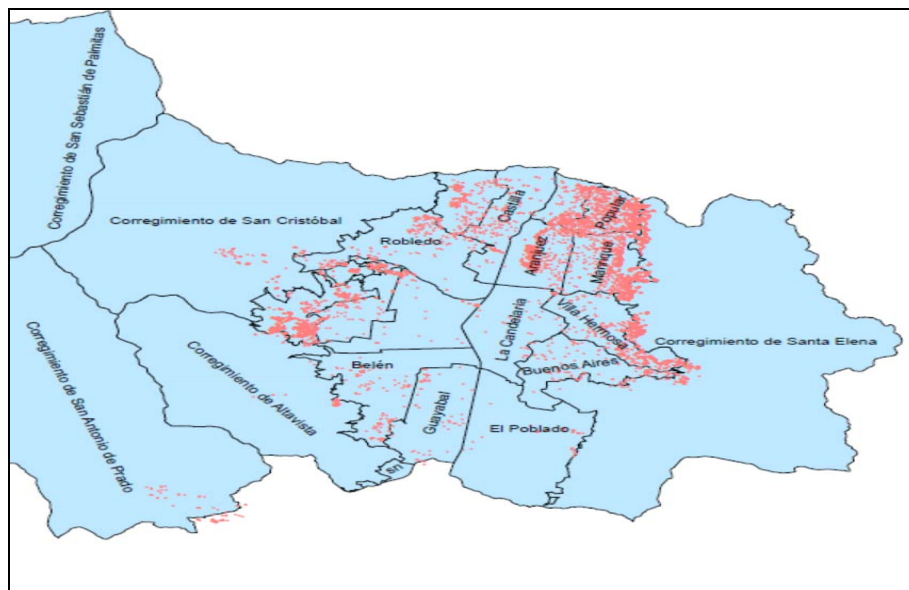 Corregimiento de San Sebastián de Palmitas
Corregimiento de San Cristóbal
Castilla
Popular
Robledo
Aranjuez
Manrique
Corregimiento de San Antonio de Prado
Corregimiento de Altavista
La Candelaria
Villa Hermosa
Corregimiento de Santa Elena
Belén
Buenos Aires
Guayabal
El Poblado